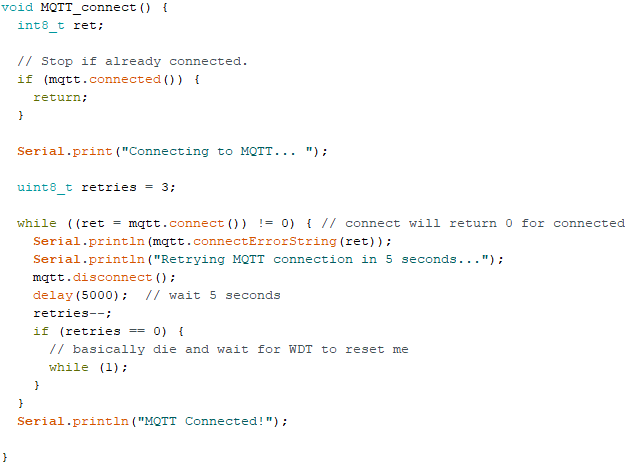 void MQTT_connect() {
  int8_t ret;

  // Stop if already connected.
  if (mqtt.connected()) {
    return;
  }

  Serial.print("Connecting to MQTT... ");

  uint8_t retries = 3;

  while ((ret = mqtt.connect()) != 0) { // connect will return 0 for connected
    Serial.println(mqtt.connectErrorString(ret));
    Serial.println("Retrying MQTT connection in 5 seconds...");
    mqtt.disconnect();
    delay(5000);  // wait 5 seconds
    retries--;
    if (retries == 0) {
      // basically die and wait for WDT to reset me
      while (1);
    }
  }
  Serial.println("MQTT Connected!");

}